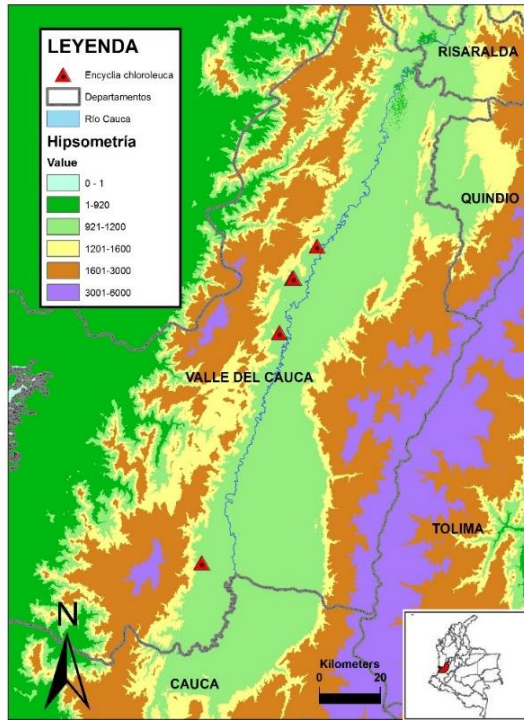 LEYENDA
Encyclia chloroleuca
Departamentos
Río Cauca
Hipsometría
Value
0 - 1
1-920
921-1200
1201-1600
1601-3000
3001-6000
RISARALDA
QUINDIO
VALLE DEL CAUCA
TOLIMA
CAUCA
N
Kilometers
0 20